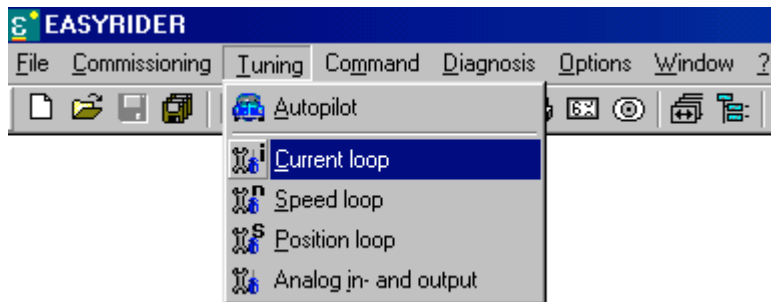 EASYRIDER
File Commissioning Tuning Command Diagnosis Options Window ?
Autopilot
Current loop
Speed loop
Position loop
Analog in- and output